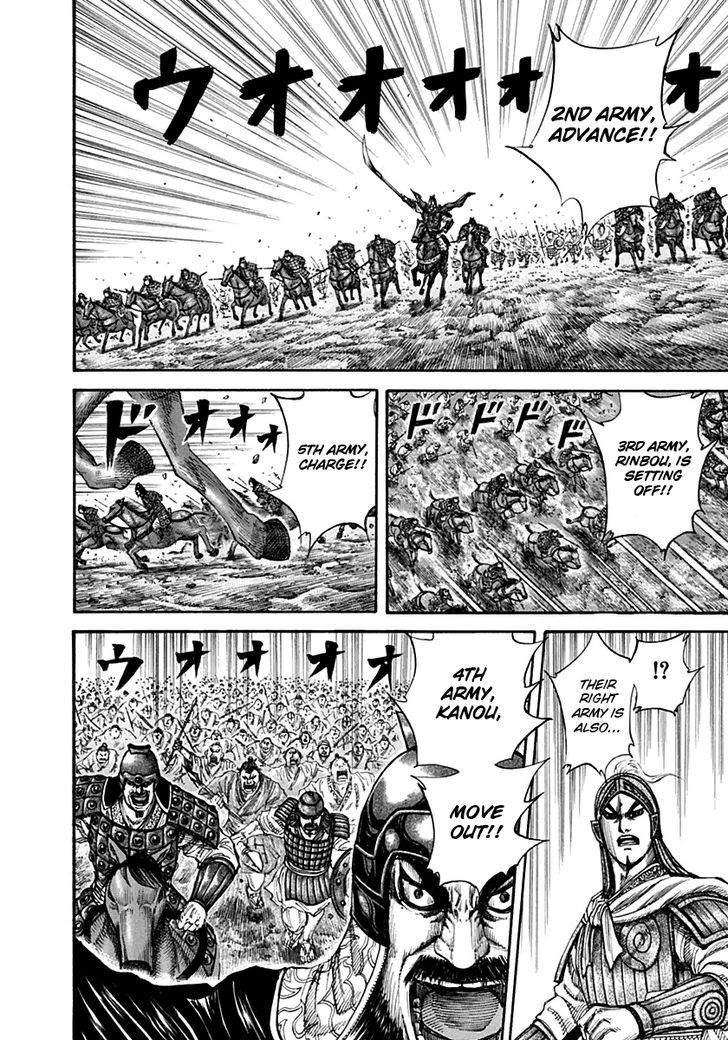 ウオオオオオ
2ND ARMY,
ADVANCE!!
ドドド
3RD ARMY,
RINBOU, IS
SETTING
OFF!!
ドオオオ
5TH ARMY,
CHARGE!!
!?
THEIR
RIGHT
ARMY IS
ALSO...
4TH
ARMY,
KANOU,
MOVE
OUT!!
ウオオオオ